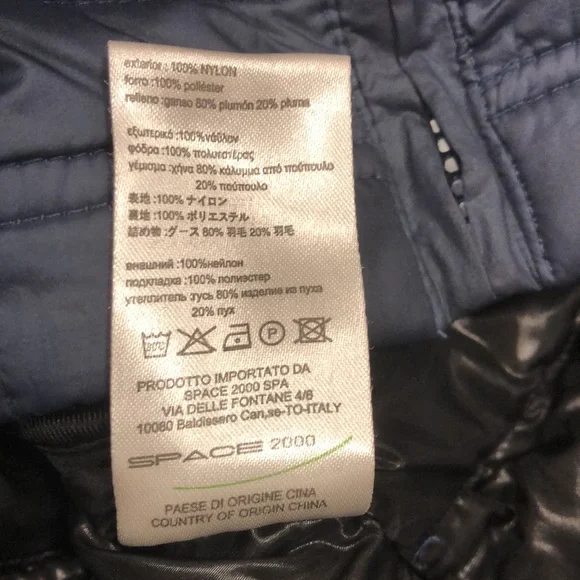 exterior : 100% NYLON
forro :100% poliéster
relleno :ganso 80% plumón 20% pluma
εξωτερικό :100%νάϋλον
φόδρα :100% πολυεστέρας
γέμισμα :χήνα 80% κάλυμμα από πούπουλο
20% πούπουλο
表地 :100% ナイロン
裏地 :100% ポリエステル
詰め物 :グース 80% 羽毛 20% 羽毛
внешний :100%нейлон
подкладка :100% полиэстер
утеплитель :гусь 80% изделие из пуха
20% пух
30°C P
PRODOTTO IMPORTATO DA
SPACE 2000 SPA
VIA DELLE FONTANE 4/6
10080 Baldissero Can,se-TO-ITALY
SPACE 2000
PAESE DI ORIGINE CINA
COUNTRY OF ORIGIN CHINA